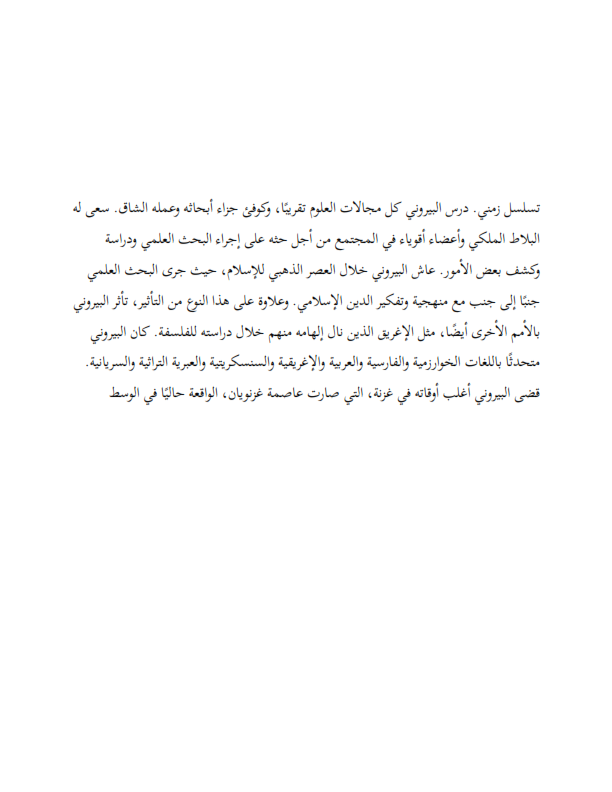 تسلسل زمني. درس البيروني كل مجالات العلوم تقريبًا، وكوفئ جزاء أبحاثه وعمله الشاق. سعى له
البلاط الملكي وأعضاء أقوياء في المجتمع من أجل حثه على إجراء البحث العلمي ودراسة
وكشف بعض الأمور. عاش البيروني خلال العصر الذهبي للإسلام، حيث جرى البحث العلمي
جنبًا إلى جنب مع منهجية وتفكير الدين الإسلامي. وعلاوة على هذا النوع من التأثير، تأثر البيروني
بالأمم الأخرى أيضًا، مثل الإغريق الذين نال إلهامه منهم خلال دراسته للفلسفة. كان البيروني
متحدثًا باللغات الخوارزمية والفارسية والعربية والإغريقية والسنسكريتية والعبرية التراثية والسريانية.
قضى البيروني أغلب أوقاته في غزنة، التي صارت عاصمة غزنويان، الواقعة حاليًا في الوسط